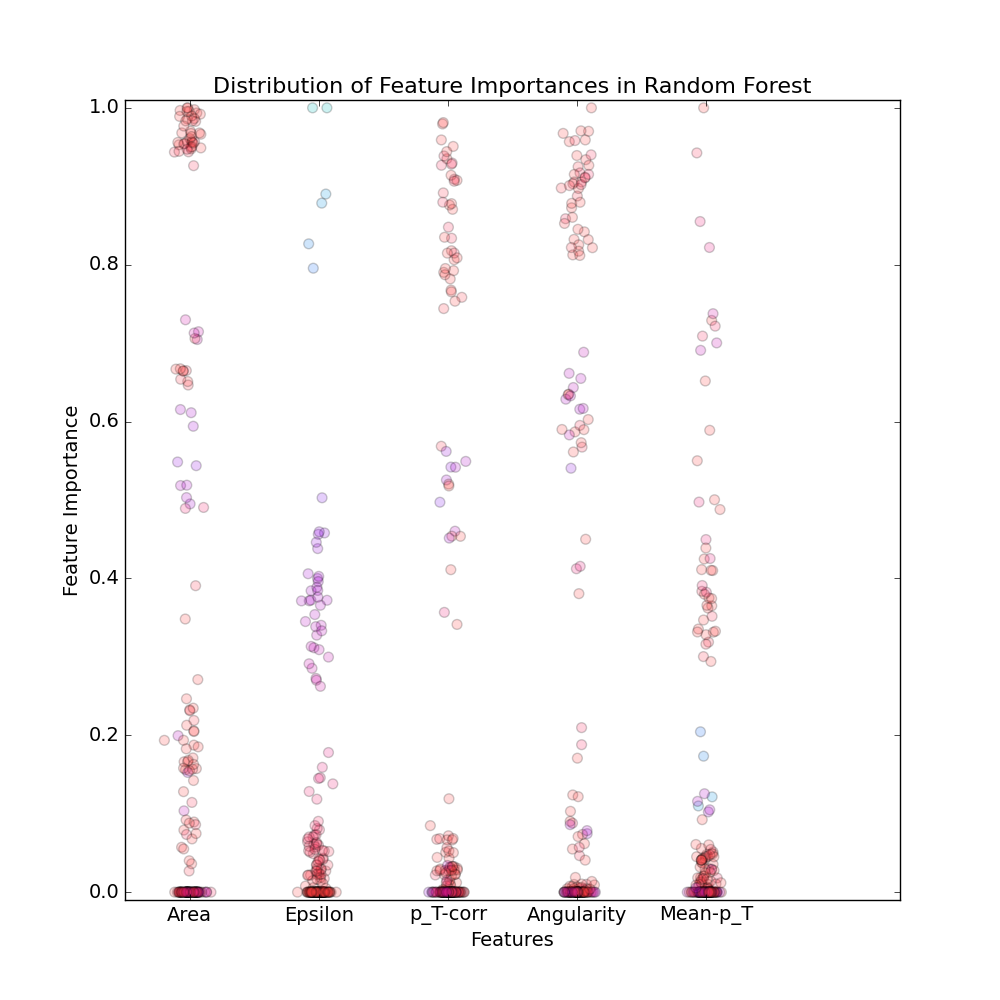 Distribution of Feature Importances in Random Forest
1.0
0.8
0.6
0.4
0.2
0.0
Feature Importance
Area Epsilon p_T-corr Angularity Mean-p_T
Features